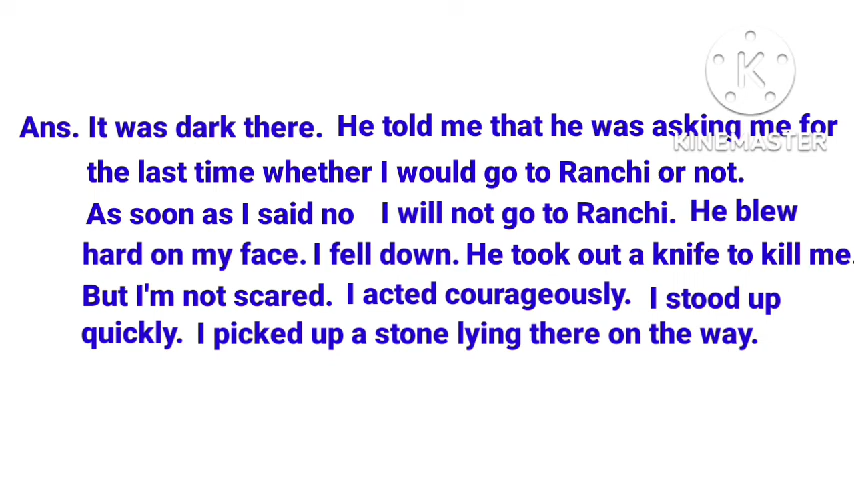 Ans. It was dark there. He told me that he was asking me for
KINEMASTER
the last time whether I would go to Ranchi or not.
As soon as I said no I will not go to Ranchi. He blew
hard on my face. I fell down. He took out a knife to kill me.
But I'm not scared. I acted courageously. I stood up
quickly. I picked up a stone lying there on the way.